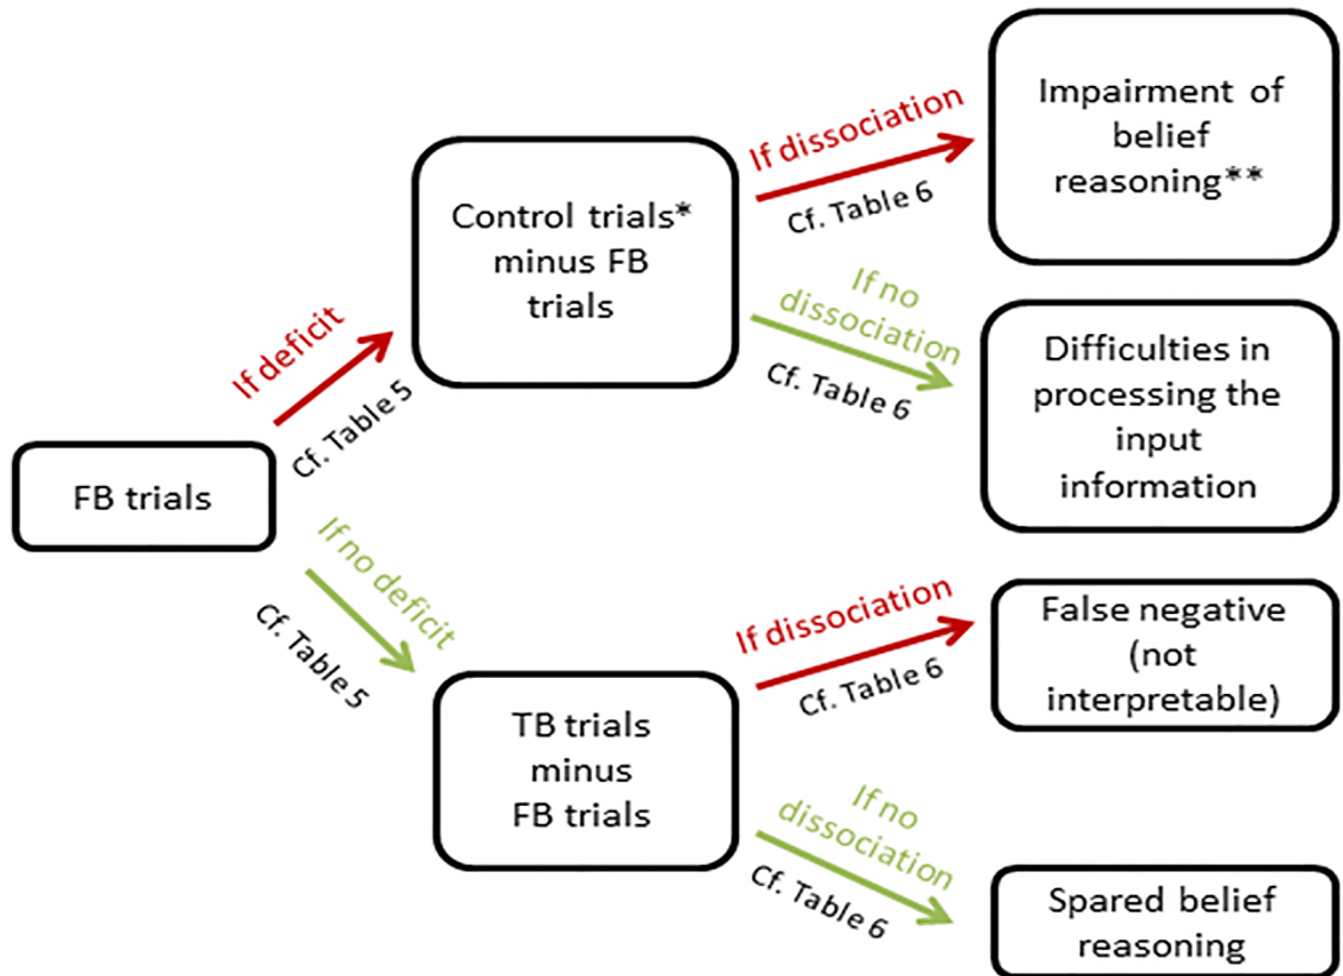 FB trials
If deficit
Cf. Table 5
Control trials*
minus FB
trials
If dissociation
Cf. Table 6
Impairment of
belief
reasoning**
If no
dissociation
Cf. Table 6
Difficulties in
processing the
input
information
If no deficit
Cf. Table 5
TB trials
minus
FB trials
If dissociation
Cf. Table 6
False negative
(not
interpretable)
If no
dissociation
Cf. Table 6
Spared belief
reasoning